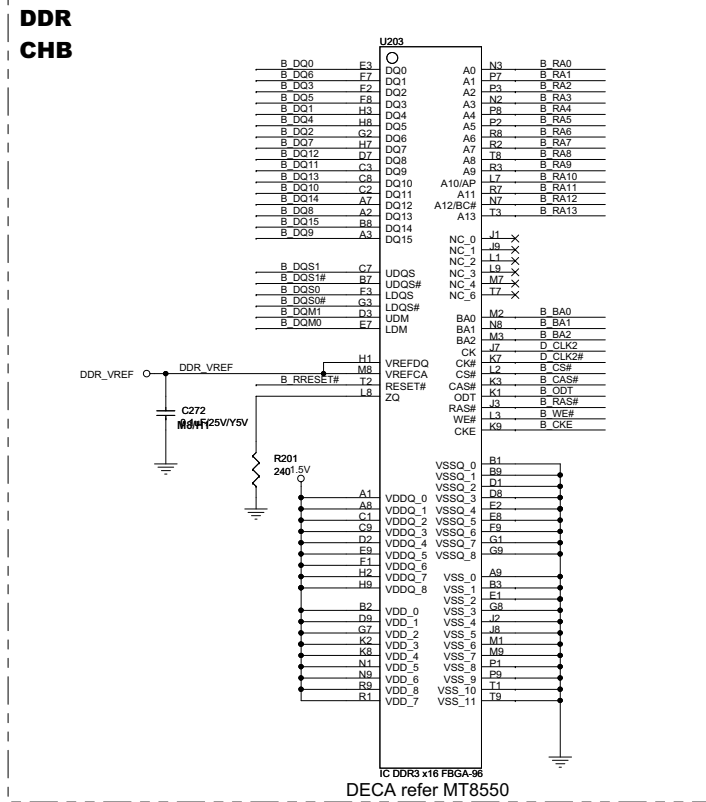 DDR
CHB
U203
B_DQ0 E3 DQ0 A0 N3 B_RA0
B_DQ6 F7 DQ1 A1 P7 B_RA1
B_DQ3 F2 DQ2 A2 P3 B_RA2
B_DQ5 F8 DQ3 A3 N2 B_RA3
B_DQ1 H3 DQ4 A4 P8 B_RA4
B_DQ4 H8 DQ5 A5 P2 B_RA5
B_DQ2 G2 DQ6 A6 R8 B_RA6
B_DQ7 H7 DQ7 A7 R2 B_RA7
B_DQ12 D7 DQ8 A8 T8 B_RA8
B_DQ11 C3 DQ9 A9 R3 B_RA9
B_DQ13 C8 DQ10 A10/AP L7 B_RA10
B_DQ10 C2 DQ11 A11 R7 B_RA11
B_DQ14 A7 DQ12 A12/BC# N7 B_RA12
B_DQ8 A2 DQ13 A13 T3 B_RA13
B_DQ15 B8 DQ14
B_DQ9 A3 DQ15
NC_0 J1
NC_1 J9
NC_2 L1
NC_3 L9
NC_4 M7
NC_6 T7
B_DQS1 C7 UDQS
B_DQS1# B7 UDQS#
B_DQS0 F3 LDQS
B_DQS0# G3 LDQS#
B_DQM1 D3 UDM
B_DQM0 E7 LDM
BA0 M2 B_BA0
BA1 N8 B_BA1
BA2 M3 B_BA2
CK J7 D_CLK2
CK# K7 D_CLK2#
CS# L2 B_CS#
CAS# K3 B_CAS#
ODT K1 B_ODT
RAS# J3 B_RAS#
WE# L3 B_WE#
CKE K9 B_CKE
H1 VREFDQ
DDR_VREF DDR_VREF M8 VREFCA
B_RRESET# T2 RESET#
L8 ZQ
C272
0.1uF/25V/Y5V
M8/H1
R201
240
1.5V
VSSQ_0 B1
VSSQ_1 B9
VSSQ_2 D1
A1 VDDQ_0 VSSQ_3 D8
A8 VDDQ_1 VSSQ_4 E2
C1 VDDQ_2 VSSQ_5 E8
C9 VDDQ_3 VSSQ_6 F9
D2 VDDQ_4 VSSQ_7 G1
E9 VDDQ_5 VSSQ_8 G9
F1 VDDQ_6
H2 VDDQ_7 VSS_0 A9
H9 VDDQ_8 VSS_1 B3
VSS_2 E1
B2 VDD_0 VSS_3 G8
D9 VDD_1 VSS_4 J2
G7 VDD_2 VSS_5 J8
K2 VDD_3 VSS_6 M1
K8 VDD_4 VSS_7 M9
N1 VDD_5 VSS_8 P1
N9 VDD_6 VSS_9 P9
R9 VDD_8 VSS_10 T1
R1 VDD_7 VSS_11 T9
IC DDR3 x16 FBGA-96
DECA refer MT8550